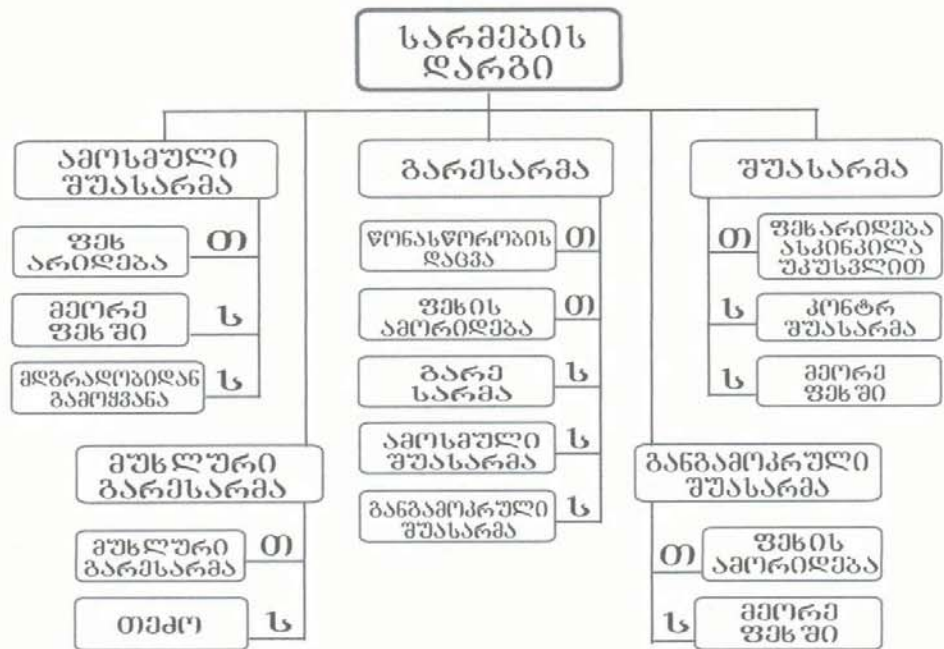 სარმების
დარგი
ამოსმული
შუასარმა
ფეხ
არიდება
თ
მეორე
ფეხში
ს
მდგრადობიდან
გამოყვანა
ს
გარესარმა
წონასწორობის
დაცვა
თ
ფეხის
ამორიდება
თ
გარე
სარმა
ს
ამოსმული
შუასარმა
ს
განგამოკრული
შუასარმა
ს
შუასარმა
თ
ფეხარიდება
ასკინკილა
უკუსვლით
ს
კონტრ
შუასარმა
ს
მეორე
ფეხში
მუხლური
გარესარმა
მუხლური
გარესარმა
თ
თეძო
ს
განგამოკრული
შუასარმა
თ
ფეხის
ამორიდება
ს
მეორე
ფეხში